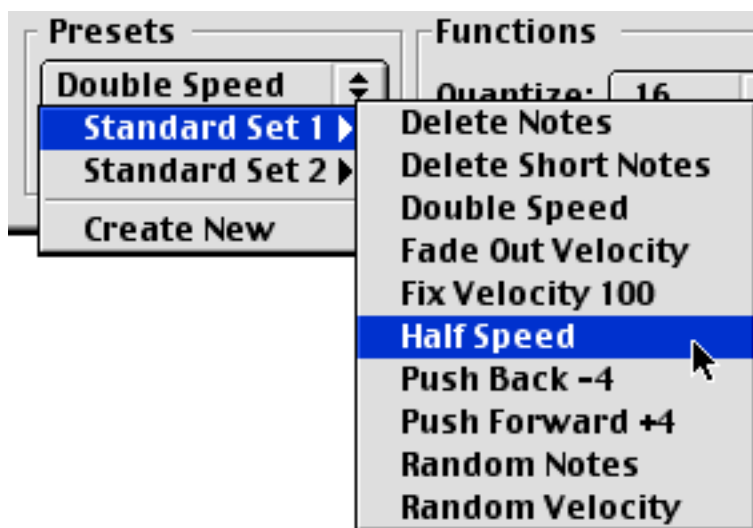 Presets
Functions
Double Speed
Quantize: 16
Standard Set 1
Standard Set 2
Create New
Delete Notes
Delete Short Notes
Double Speed
Fade Out Velocity
Fix Velocity 100
Half Speed
Push Back -4
Push Forward +4
Random Notes
Random Velocity